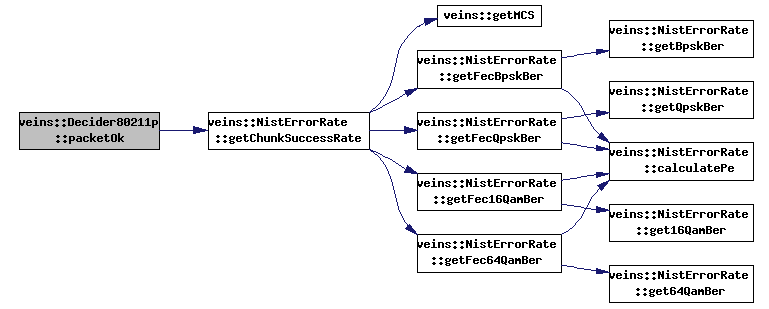 veins::Decider80211p
::packetOk
veins::NistErrorRate
::getChunkSuccessRate
veins::getMCS
veins::NistErrorRate
::getFecBpskBer
veins::NistErrorRate
::getFecQpskBer
veins::NistErrorRate
::getFec16QamBer
veins::NistErrorRate
::getFec64QamBer
veins::NistErrorRate
::getBpskBer
veins::NistErrorRate
::getQpskBer
veins::NistErrorRate
::calculatePe
veins::NistErrorRate
::get16QamBer
veins::NistErrorRate
::get64QamBer